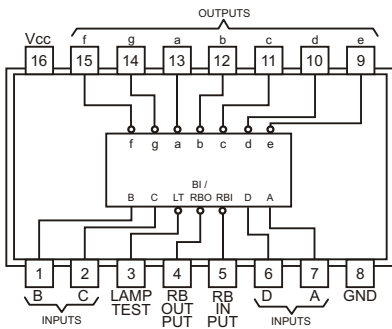 OUTPUTS
Vcc f g a b c d e
16 15 14 13 12 11 10 9
f g a b c d e
BI /
B C LT RBO RBI D A
1 2 3 4 5 6 7 8
B C LAMP RB RB D A GND
TEST OUT IN
INPUTS PUT PUT INPUTS